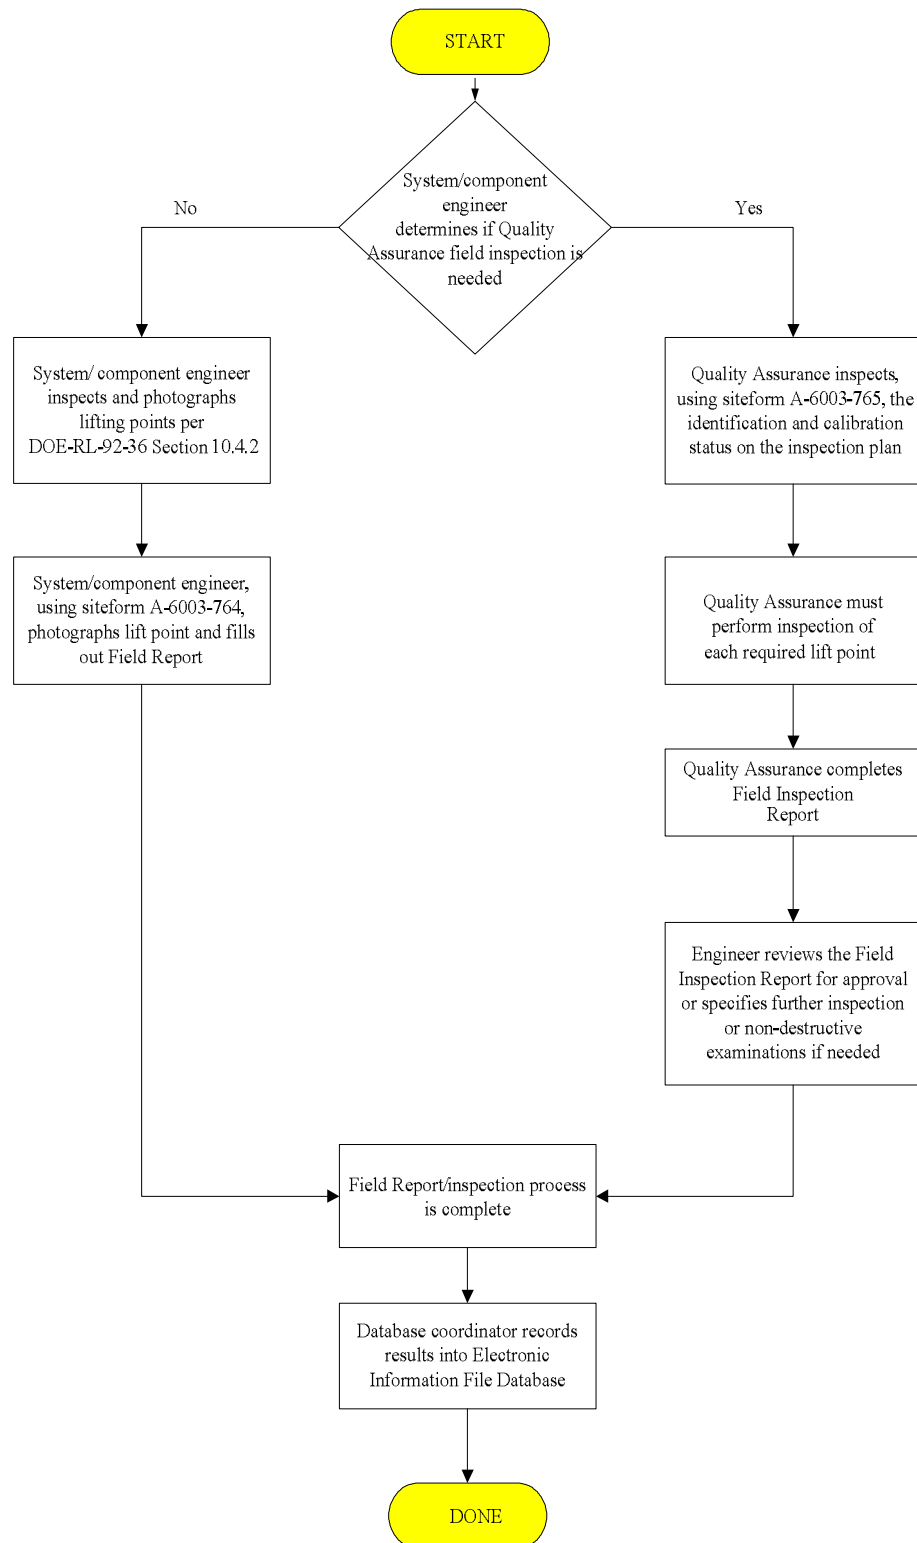 START
System/component
engineer
determines if Quality
Assurance field inspection is
needed
No
Yes
System/ component engineer
inspects and photographs
lifting points per
DOE-RL-92-36 Section 10.4.2
System/component engineer,
using siteform A-6003-764,
photographs lift point and fills
out Field Report
Quality Assurance inspects,
using siteform A-6003-765, the
identification and calibration
status on the inspection plan
Quality Assurance must
perform inspection of
each required lift point
Quality Assurance completes
Field Inspection
Report
Engineer reviews the Field
Inspection Report for approval
or specifies further inspection
or non-destructive
examinations if needed
Field Report/inspection process
is complete
Database coordinator records
results into Electronic
Information File Database
DONE